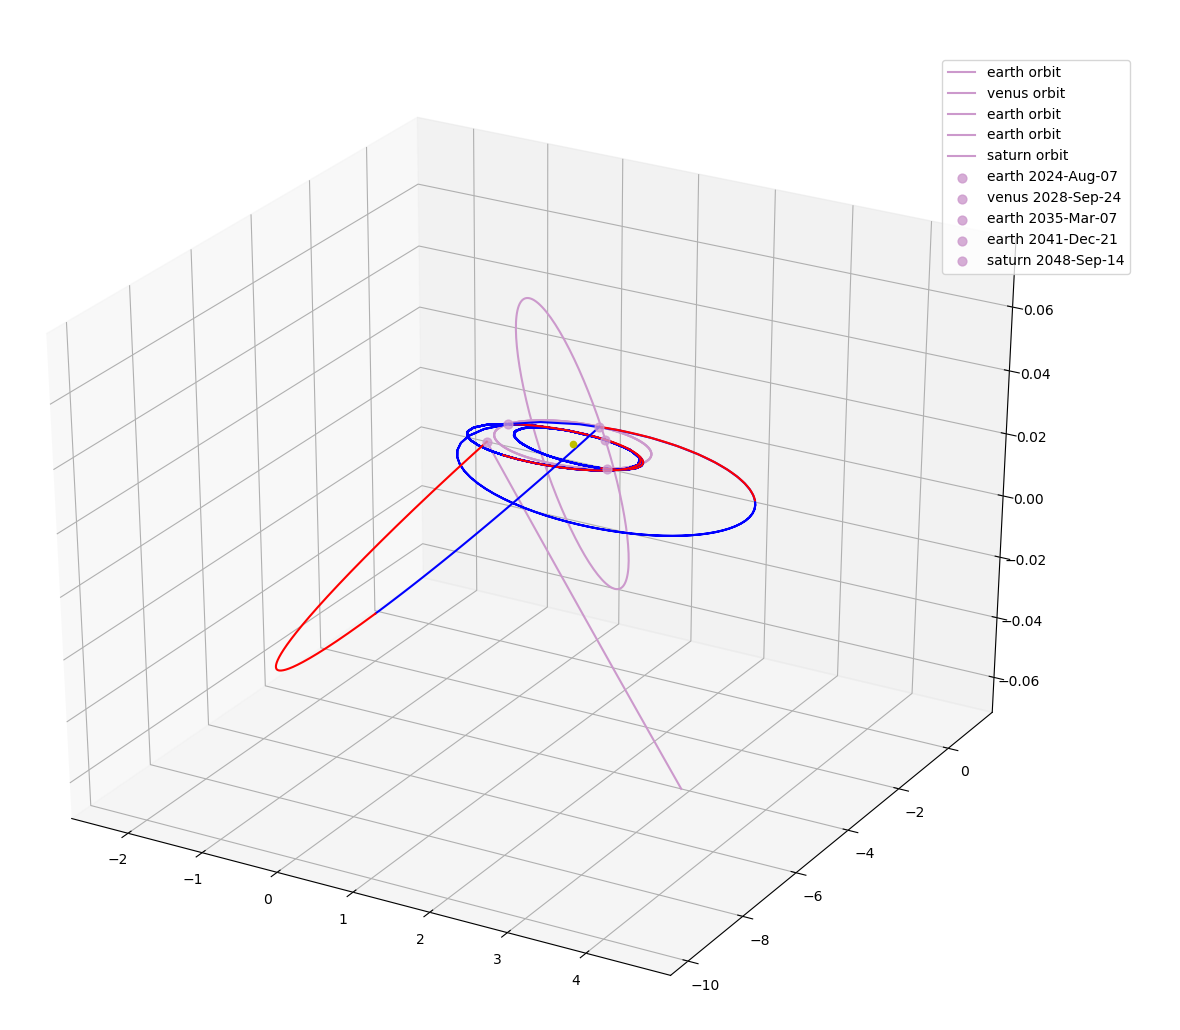 earth orbit
venus orbit
earth orbit
earth orbit
saturn orbit
earth 2024-Aug-07
venus 2028-Sep-24
earth 2035-Mar-07
earth 2041-Dec-21
saturn 2048-Sep-14
0.06
0.04
0.02
0.00
−0.02
−0.04
−0.06
0
−2
−4
−6
−8
−10
−2
−1
0
1
2
3
4